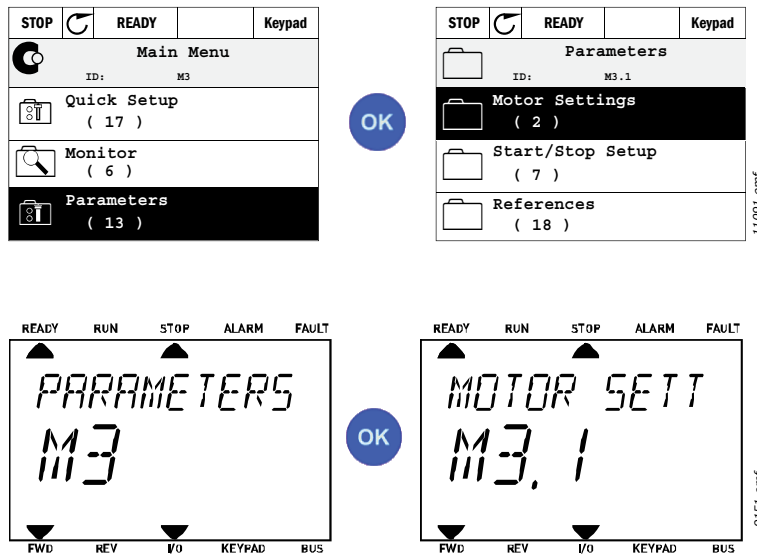 STOP READY Keypad
Main Menu
ID: M3
Quick Setup
( 17 )
Monitor
( 6 )
Parameters
( 13 )
OK
STOP READY Keypad
Parameters
ID: M3.1
Motor Settings
( 2 )
Start/Stop Setup
( 7 )
References
( 18 )
READY RUN STOP ALARM FAULT
PARAMETERS
M3
FWD REV I/O KEYPAD BUS
OK
READY RUN STOP ALARM FAULT
MOTOR SETT
M3.1
FWD REV I/O KEYPAD BUS